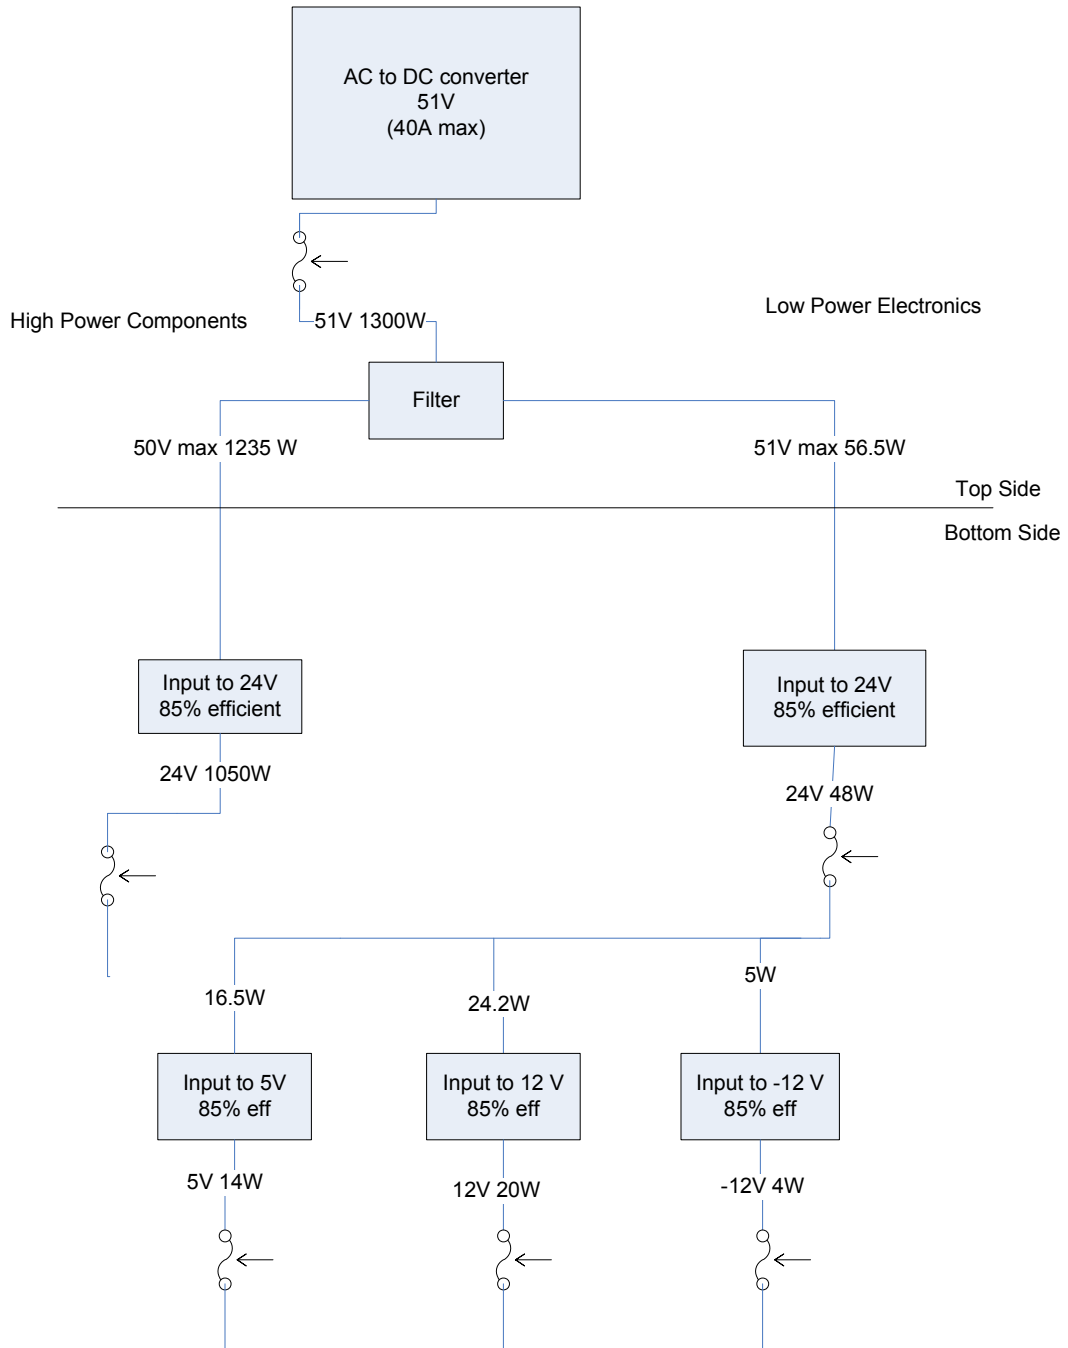 AC to DC converter
51V
(40A max)
High Power Components
51V 1300W
Low Power Electronics
Filter
50V max 1235 W
51V max 56.5W
Top Side
Bottom Side
Input to 24V
85% efficient
Input to 24V
85% efficient
24V 1050W
24V 48W
16.5W
24.2W
5W
Input to 5V
85% eff
Input to 12 V
85% eff
Input to -12 V
85% eff
5V 14W
12V 20W
-12V 4W